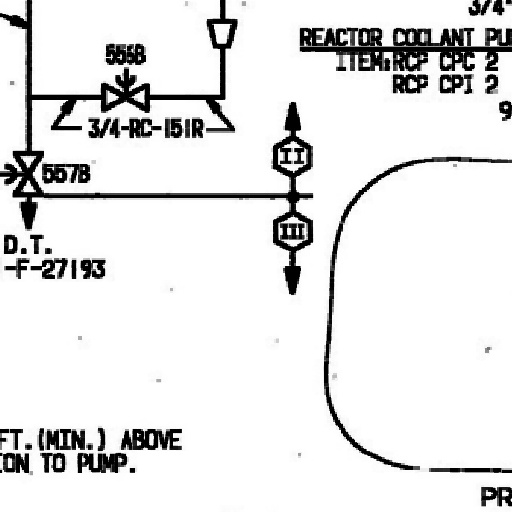 3/4-
REACTOR COOLANT PU
ITEM:RCP CPC 2
RCP CPI 2
9
556B
3/4-RC-151R
II
557B
III
D.T.
-F-27193
FT.(MIN.) ABOVE
ION TO PUMP.
PR